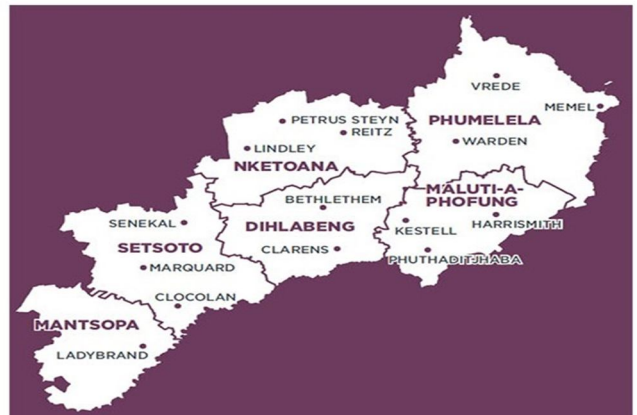 VREDE
MEMEL
PHUMELELA
PETRUS STEYN
REITZ
WARDEN
LINDLEY
NKETOANA
MALUTI-A-
PHOFUNG
BETHLETHEM
SENEKAL
DIHLABENG
HARRISMITH
KESTELL
SETSOTO
CLARENS
PHUTHADITJHABA
MARQUARD
CLOCOLAN
MANTSOPA
LADYBRAND